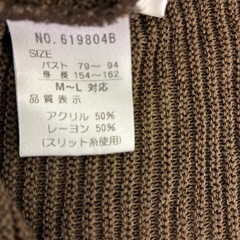 NO.619804B
SIZE
バスト 79〜 94
身 長 154〜162
M〜L 対応
品質表示
アクリル 50%
レーヨン 50%
(スリット糸使用)